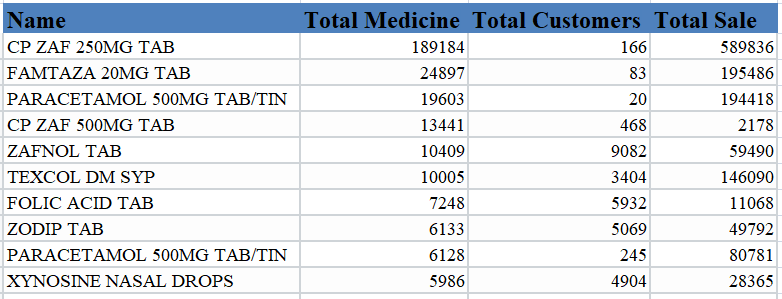 Name Total Medicine Total Customers Total Sale
CP ZAF 250MG TAB 189184 166 589836
FAMTAZA 20MG TAB 24897 83 195486
PARACETAMOL 500MG TAB/TIN 19603 20 194418
CP ZAF 500MG TAB 13441 468 2178
ZAFNOL TAB 10409 9082 59490
TEXCOL DM SYP 10005 3404 146090
FOLIC ACID TAB 7248 5932 11068
ZODIP TAB 6133 5069 49792
PARACETAMOL 500MG TAB/TIN 6128 245 80781
XYNOSINE NASAL DROPS 5986 4904 28365